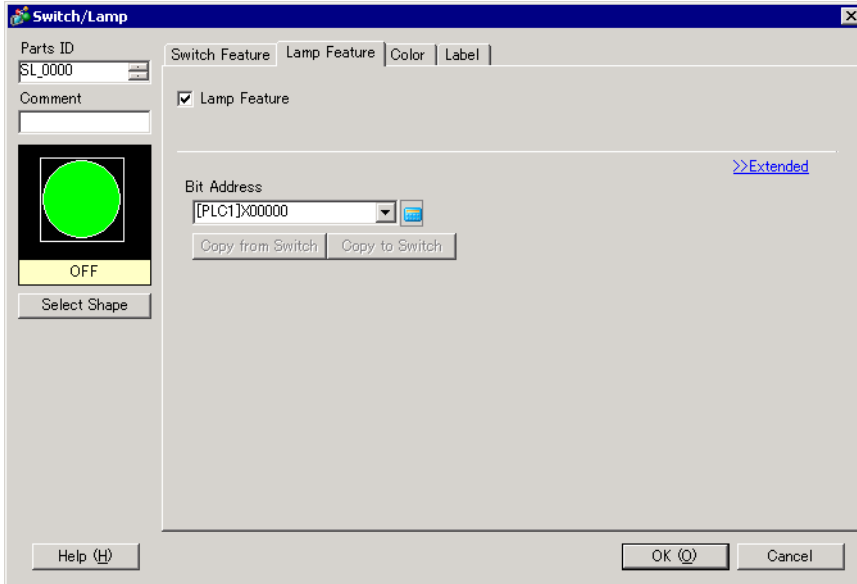 Switch/Lamp
Parts ID
SL_0000
Comment
OFF
Select Shape
Switch Feature Lamp Feature Color Label
Lamp Feature
>>Extended
Bit Address
[PLC1]X00000
Copy from Switch Copy to Switch
Help (H) OK (O) Cancel